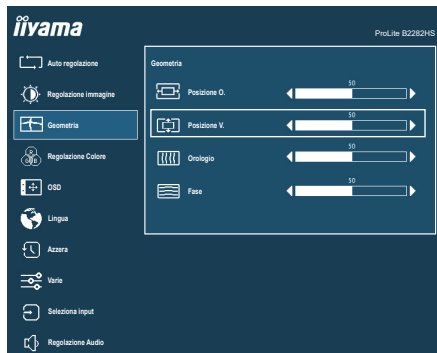 iiyama
ProLite B2282HS
Auto regolazione
Regolazione immagine
Geometria
Regolazione Colore
R
G B
OSD
Lingua
Azzera
Varie
Seleziona input
Regolazione Audio
Geometria
Posizione O.
50
Posizione V.
50
Orologio
50
Fase
50